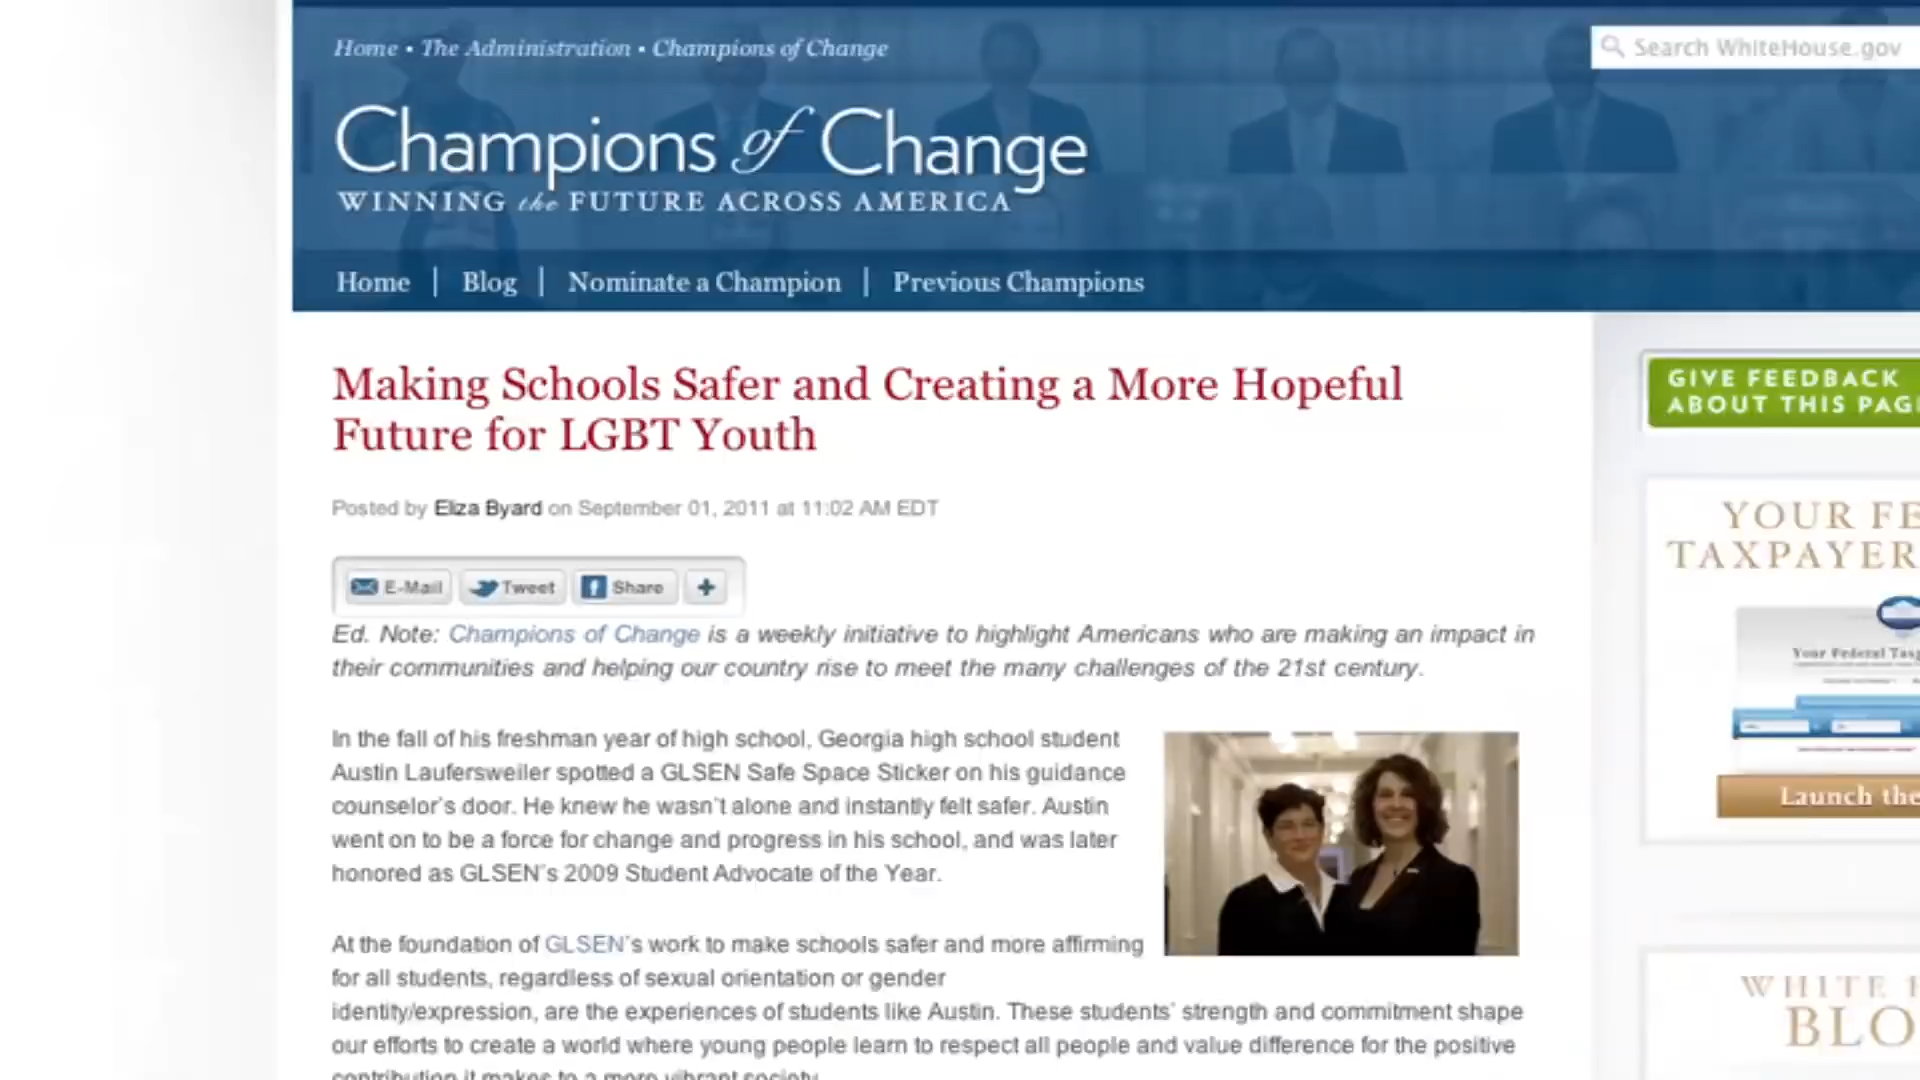 Home • The Administration • Champions of Change
Search WhiteHouse.gov
Champions of Change
WINNING the FUTURE ACROSS AMERICA
Home | Blog | Nominate a Champion | Previous Champions
Making Schools Safer and Creating a More Hopeful
Future for LGBT Youth
Posted by Eliza Byard on September 01, 2011 at 11:02 AM EDT
E-Mail Tweet Share
Ed. Note: Champions of Change is a weekly initiative to highlight Americans who are making an impact in
their communities and helping our country rise to meet the many challenges of the 21st century.
In the fall of his freshman year of high school, Georgia high school student
Austin Laufersweiler spotted a GLSEN Safe Space Sticker on his guidance
counselor's door. He knew he wasn't alone and instantly felt safer. Austin
went on to be a force for change and progress in his school, and was later
honored as GLSEN's 2009 Student Advocate of the Year.
At the foundation of GLSEN's work to make schools safer and more affirming
for all students, regardless of sexual orientation or gender
identity/expression, are the experiences of students like Austin. These students' strength and commitment shape
our efforts to create a world where young people learn to respect all people and value difference for the positive
contribution it makes to a more vibrant society.
GIVE FEEDBACK
ABOUT THIS PAG
YOUR FE
TAXPAYER
Your Federal Tax
Launch the
WHITE
BLO